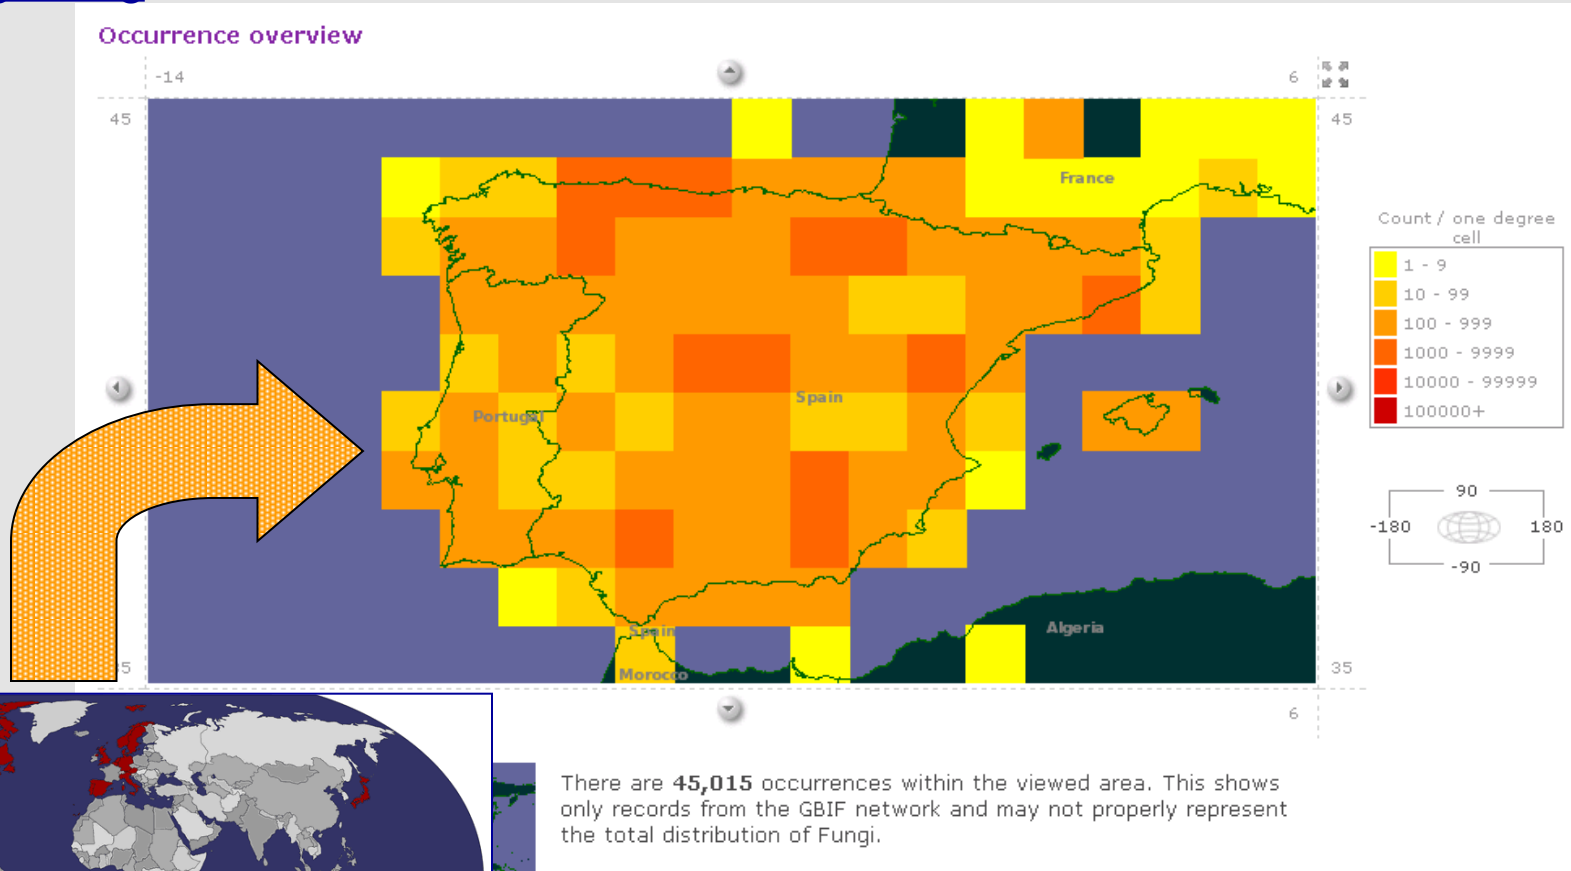 Occurrence overview
-14
6
45
45
France
Count / one degree
cell
1 - 9
10 - 99
100 - 999
1000 - 9999
10000 - 99999
100000+
Spain
Portugal
90
-180
180
-90
Spain
Algeria
Morocco
35
6
There are 45,015 occurrences within the viewed area. This shows
only records from the GBIF network and may not properly represent
the total distribution of Fungi.